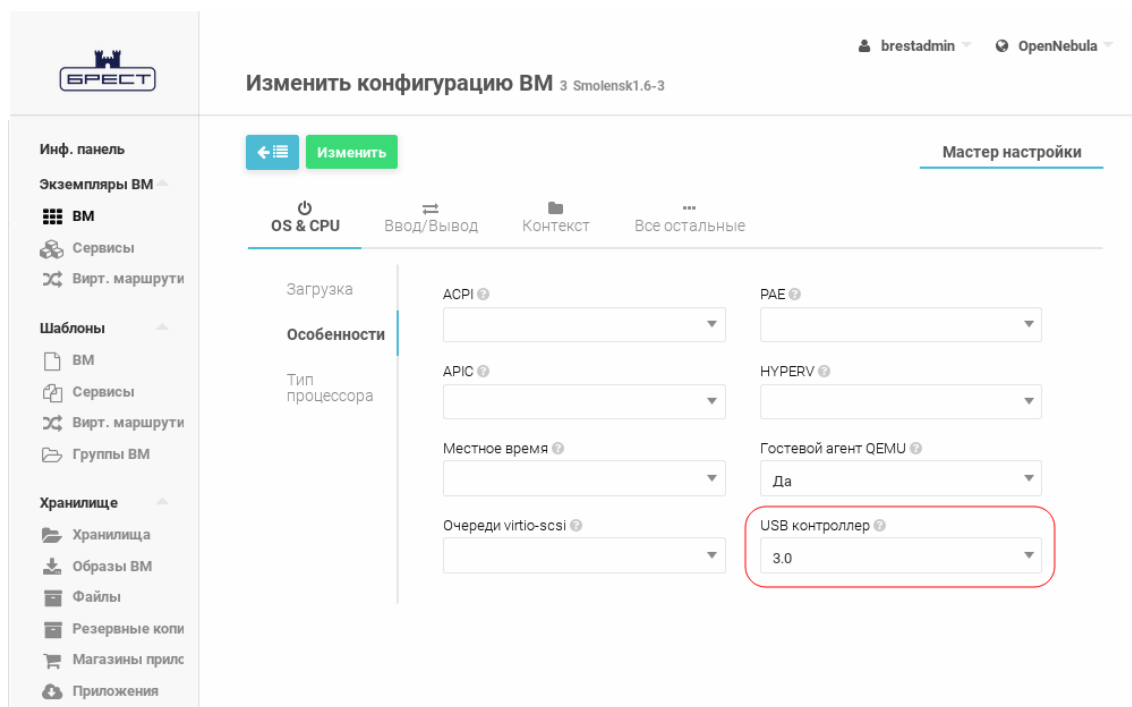 brestadmin OpenNebula
БРЕСТ
Изменить конфигурацию ВМ 3 Smolensk1.6-3
Инф. панель
Экземпляры ВМ
ВМ
Сервисы
Вирт. маршрути
Шаблоны
ВМ
Сервисы
Вирт. маршрути
Группы ВМ
Хранилище
Хранилища
Образы ВМ
Файлы
Резервные копи
Магазины прило
Приложения
Изменить
Мастер настройки
OS & CPU Ввод/Вывод Контекст Все остальные
Загрузка
Особенности
Тип
процессора
ACPI PAE
APIC HYPERV
Местное время Гостевой агент QEMU
Да
Очереди virtio-scsi USB контроллер
3.0